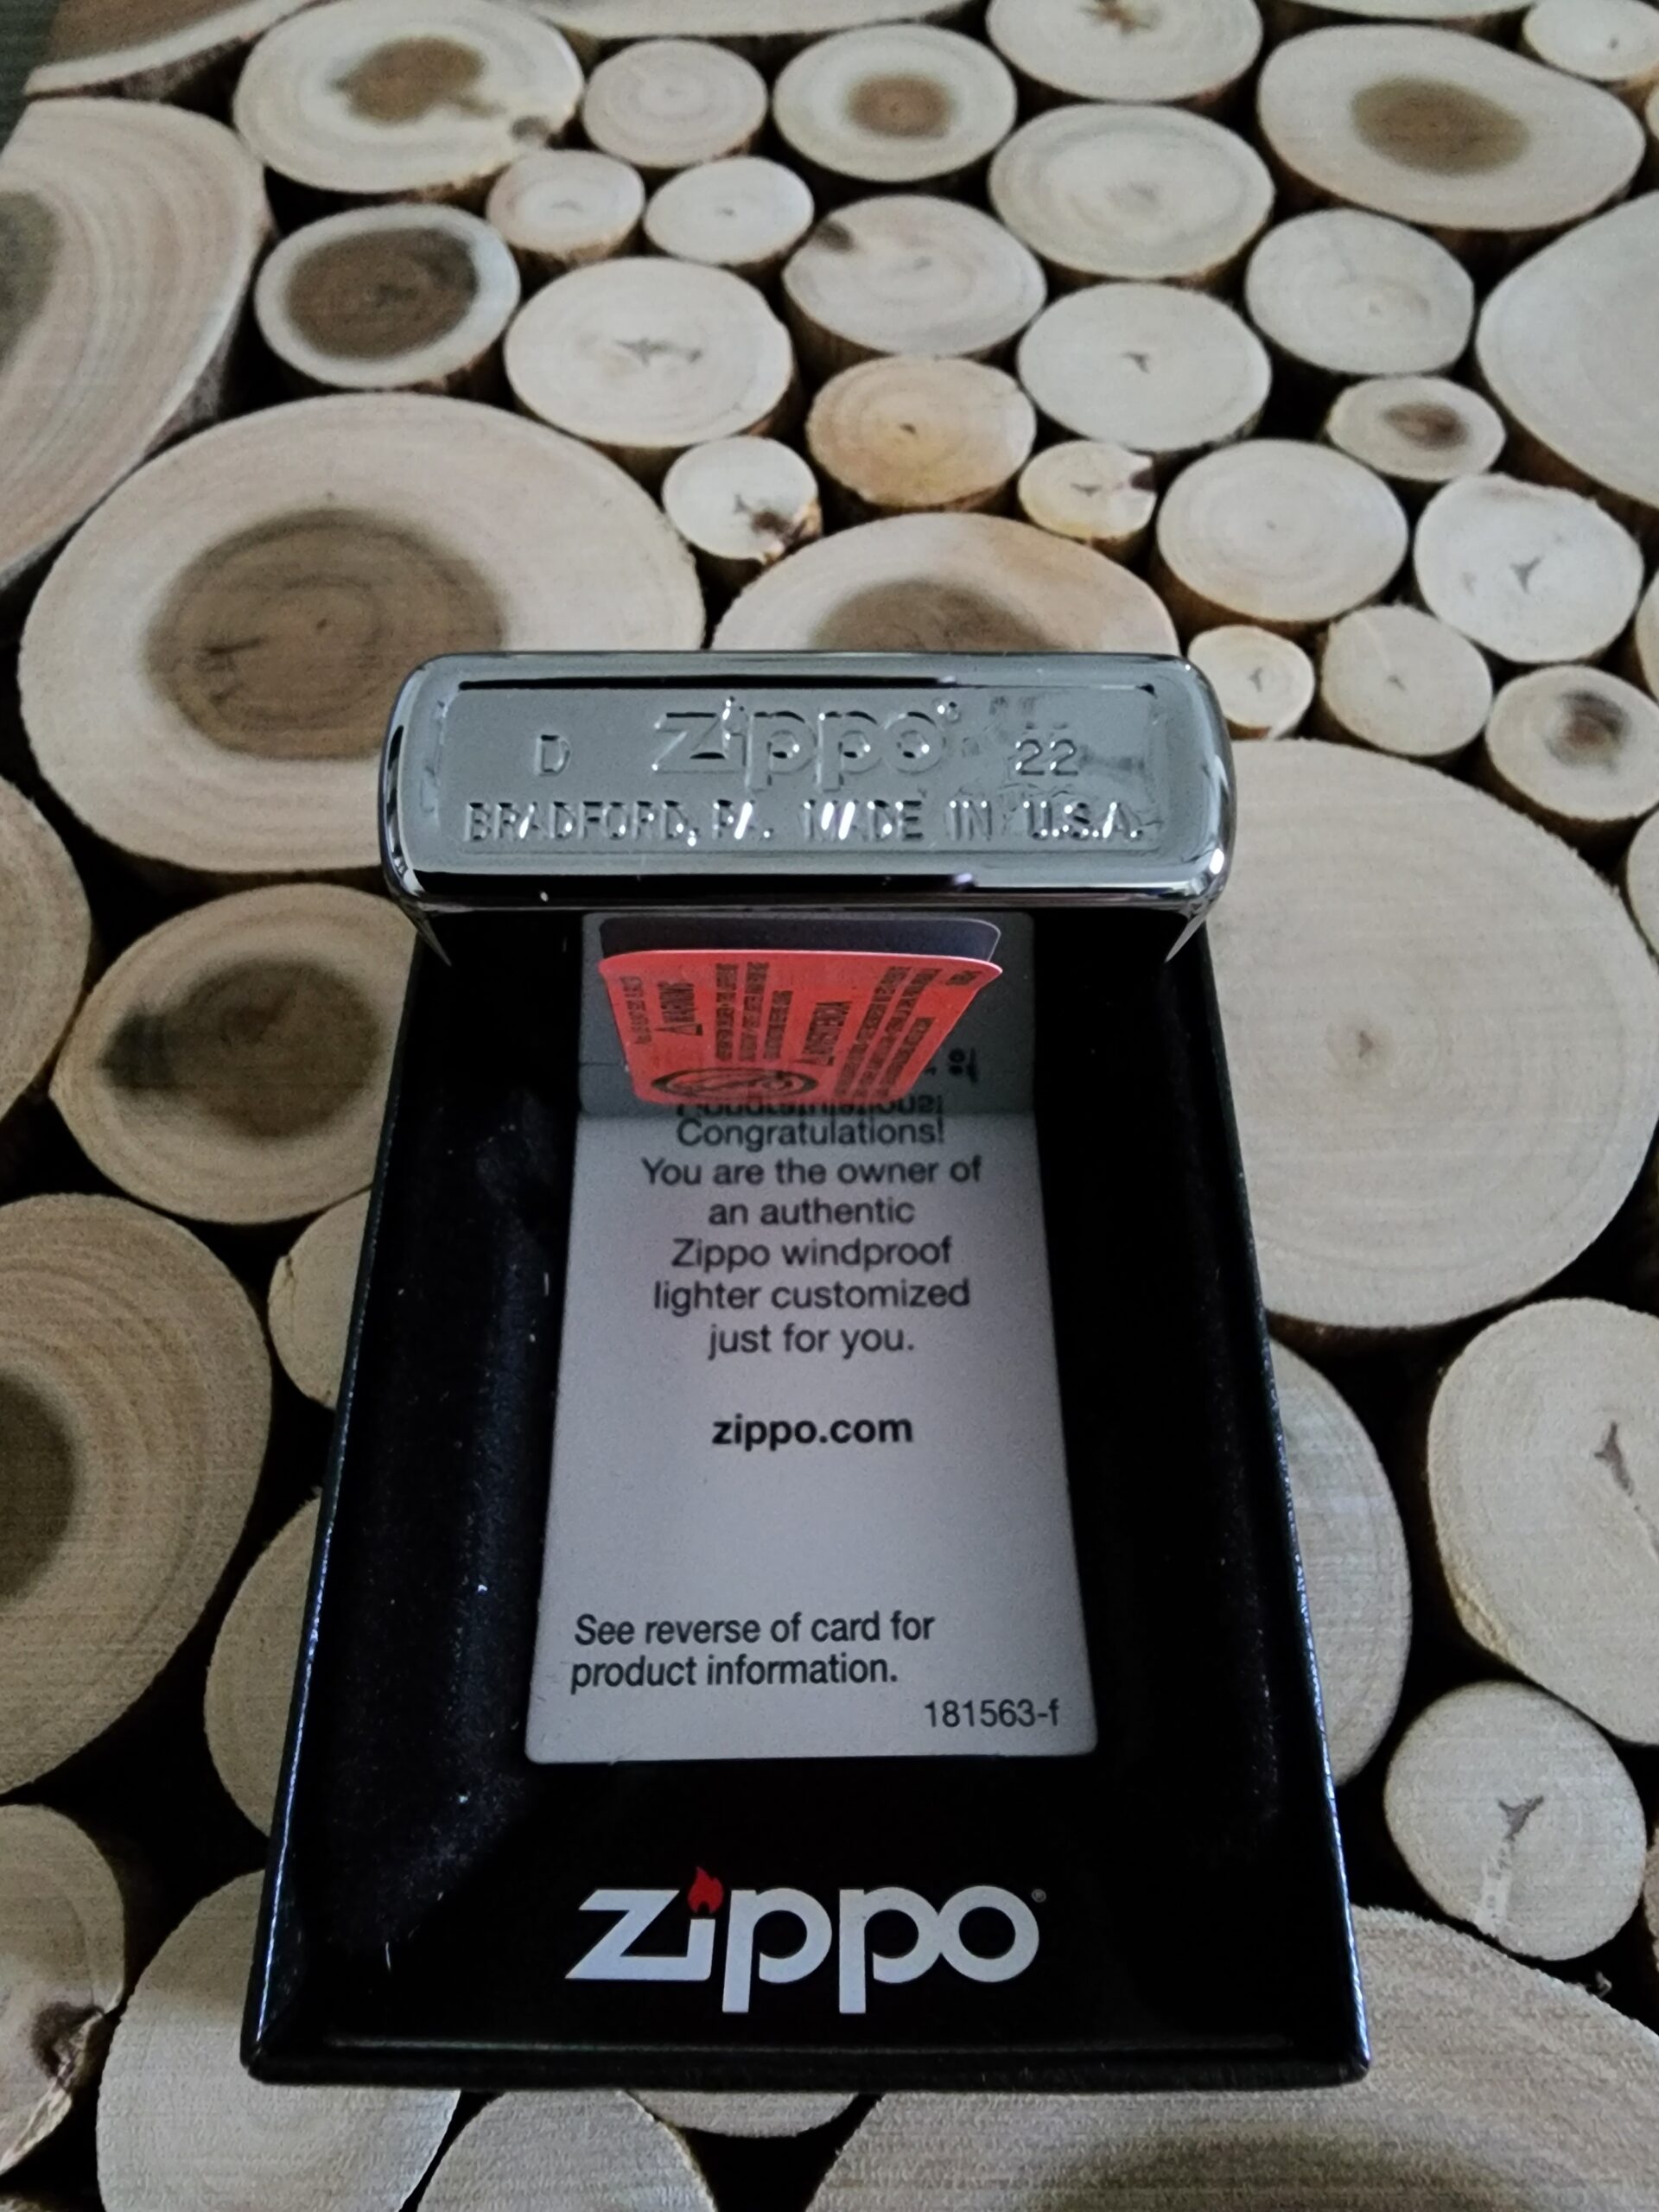 D zippo® 22
BRADFORD, PA. MADE IN U.S.A.
⚠ WARNING
Congratulations!
You are the owner of
an authentic
Zippo windproof
lighter customized
just for you.
zippo.com
See reverse of card for
product information.
181563-f
zippo®